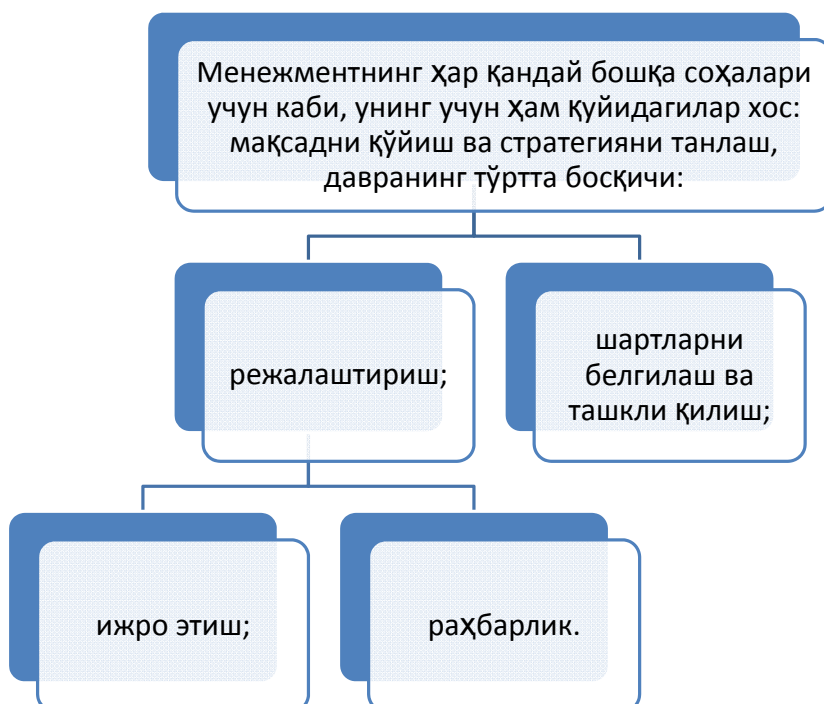 Менежментнинг ҳар қандай бошқа соҳалари
учун каби, унинг учун ҳам қуйидагилар хос:
мақсадни қўйиш ва стратегияни танлаш,
давранинг тўртта босқичи:
режалаштириш;
шартларни
белгилаш ва
ташкли қилиш;
ижро этиш;
раҳбарлик.